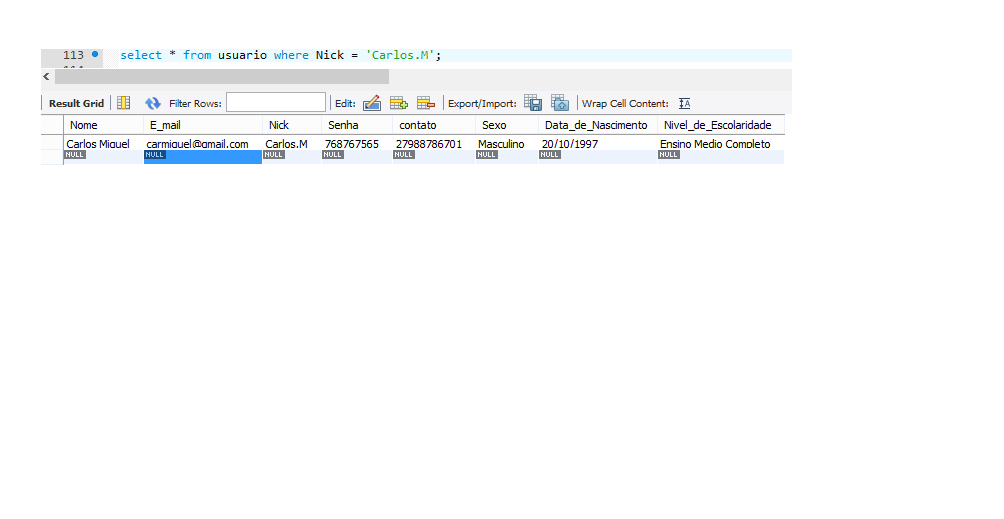 113 select * from usuario where Nick = 'Carlos.M';
Result Grid Filter Rows: Edit: Export/Import: Wrap Cell Content:
Nome E_mail Nick Senha contato Sexo Data_de_Nascimento Nivel_de_Escolaridade
Carlos Miguel carmiguel@gmail.com Carlos.M 768767565 27988786701 Masculino 20/10/1997 Ensino Medio Completo
NULL NULL NULL NULL NULL NULL NULL NULL